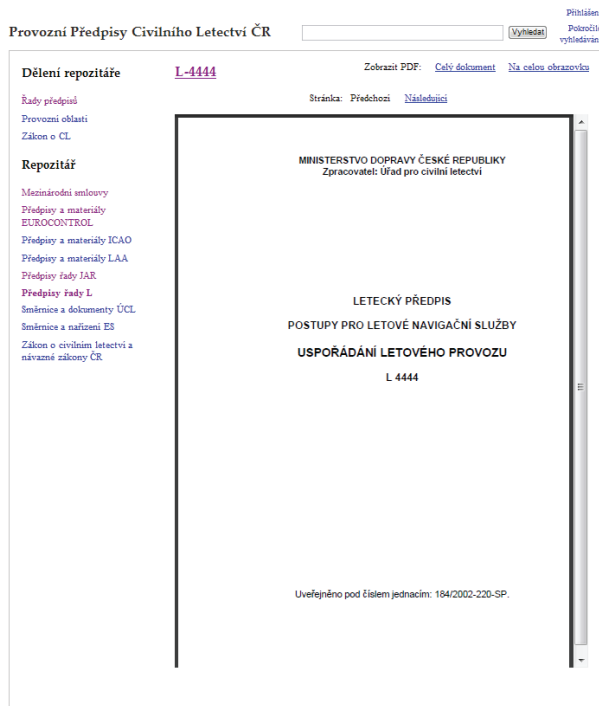 Přihlášen
Provozní Předpisy Civilního Letectví ČR
Vyhledat
Pokročilé
vyhledáván
Dělení repozitáře
L-4444
Zobrazit PDF: Celý dokument Na celou obrazovku
Řady předpisů
Stránka: Předchozí Následující
Provozní oblasti
Zákon o CL
Repozitář
Mezinárodní smlouvy
Předpisy a materiály
EUROCONTROL
Předpisy a materiály ICAO
Předpisy a materiály LAA
Předpisy řady JAR
Předpisy řady L
Směrnice a dokumenty ÚCL
Směrnice a nařízení ES
Zákon o civilním letectví a
návazné zákony ČR
MINISTERSTVO DOPRAVY ČESKÉ REPUBLIKY
Zpracovatel: Úřad pro civilní letectví
LETECKÝ PŘEDPIS
POSTUPY PRO LETOVÉ NAVIGAČNÍ SLUŽBY
USPOŘÁDÁNÍ LETOVÉHO PROVOZU
L 4444
Uveřejněno pod číslem jednacím: 184/2002-220-SP.